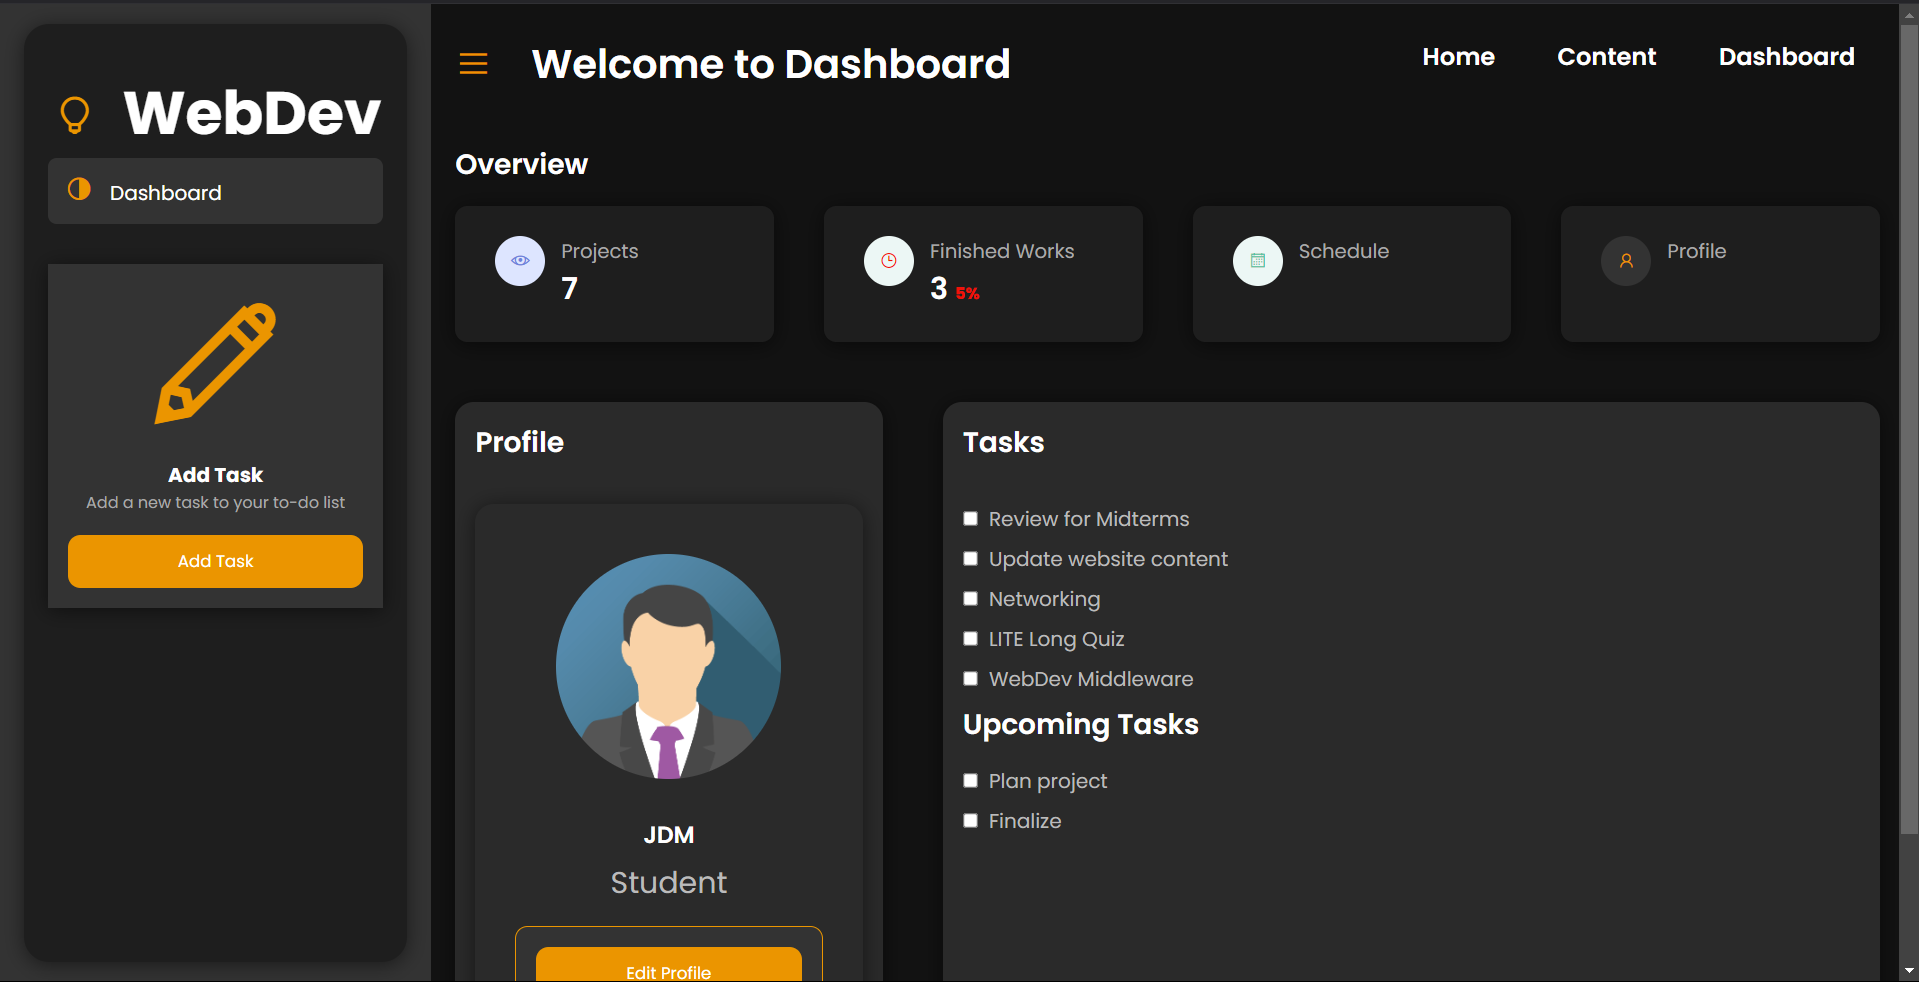 WebDev
Dashboard
Add Task
Add a new task to your to-do list
Add Task
Welcome to Dashboard
Home
Content
Dashboard
Overview
Projects
7
Finished Works
3 5%
Schedule
Profile
Profile
JDM
Student
Edit Profile
Tasks
Review for Midterms
Update website content
Networking
LITE Long Quiz
WebDev Middleware
Upcoming Tasks
Plan project
Finalize